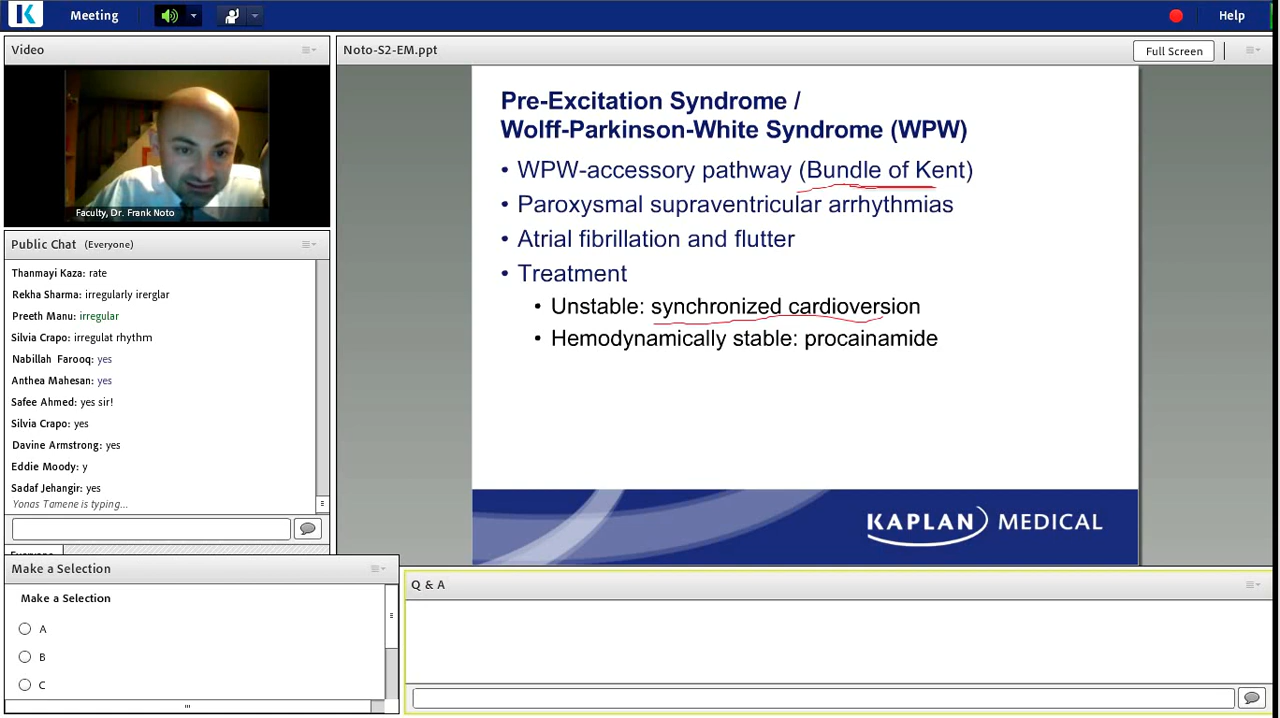 Meeting
Help
Video
Faculty, Dr. Frank Noto
Public Chat (Everyone)
Thanmayi Kaza: rate
Rekha Sharma: irregularly irerglar
Preeth Manu: irregular
Silvia Crapo: irregulat rhythm
Nabillah Farooq: yes
Anthea Mahesan: yes
Safee Ahmed: yes sir!
Silvia Crapo: yes
Davine Armstrong: yes
Eddie Moody: y
Sadaf Jehangir: yes
Yonas Tamene is typing...
Everyone
Make a Selection
Make a Selection
A
B
C
Noto-S2-EM.ppt
Full Screen
Pre-Excitation Syndrome /
Wolff-Parkinson-White Syndrome (WPW)
• WPW-accessory pathway (Bundle of Kent)
• Paroxysmal supraventricular arrhythmias
• Atrial fibrillation and flutter
• Treatment
• Unstable: synchronized cardioversion
• Hemodynamically stable: procainamide
KAPLAN MEDICAL
Q & A